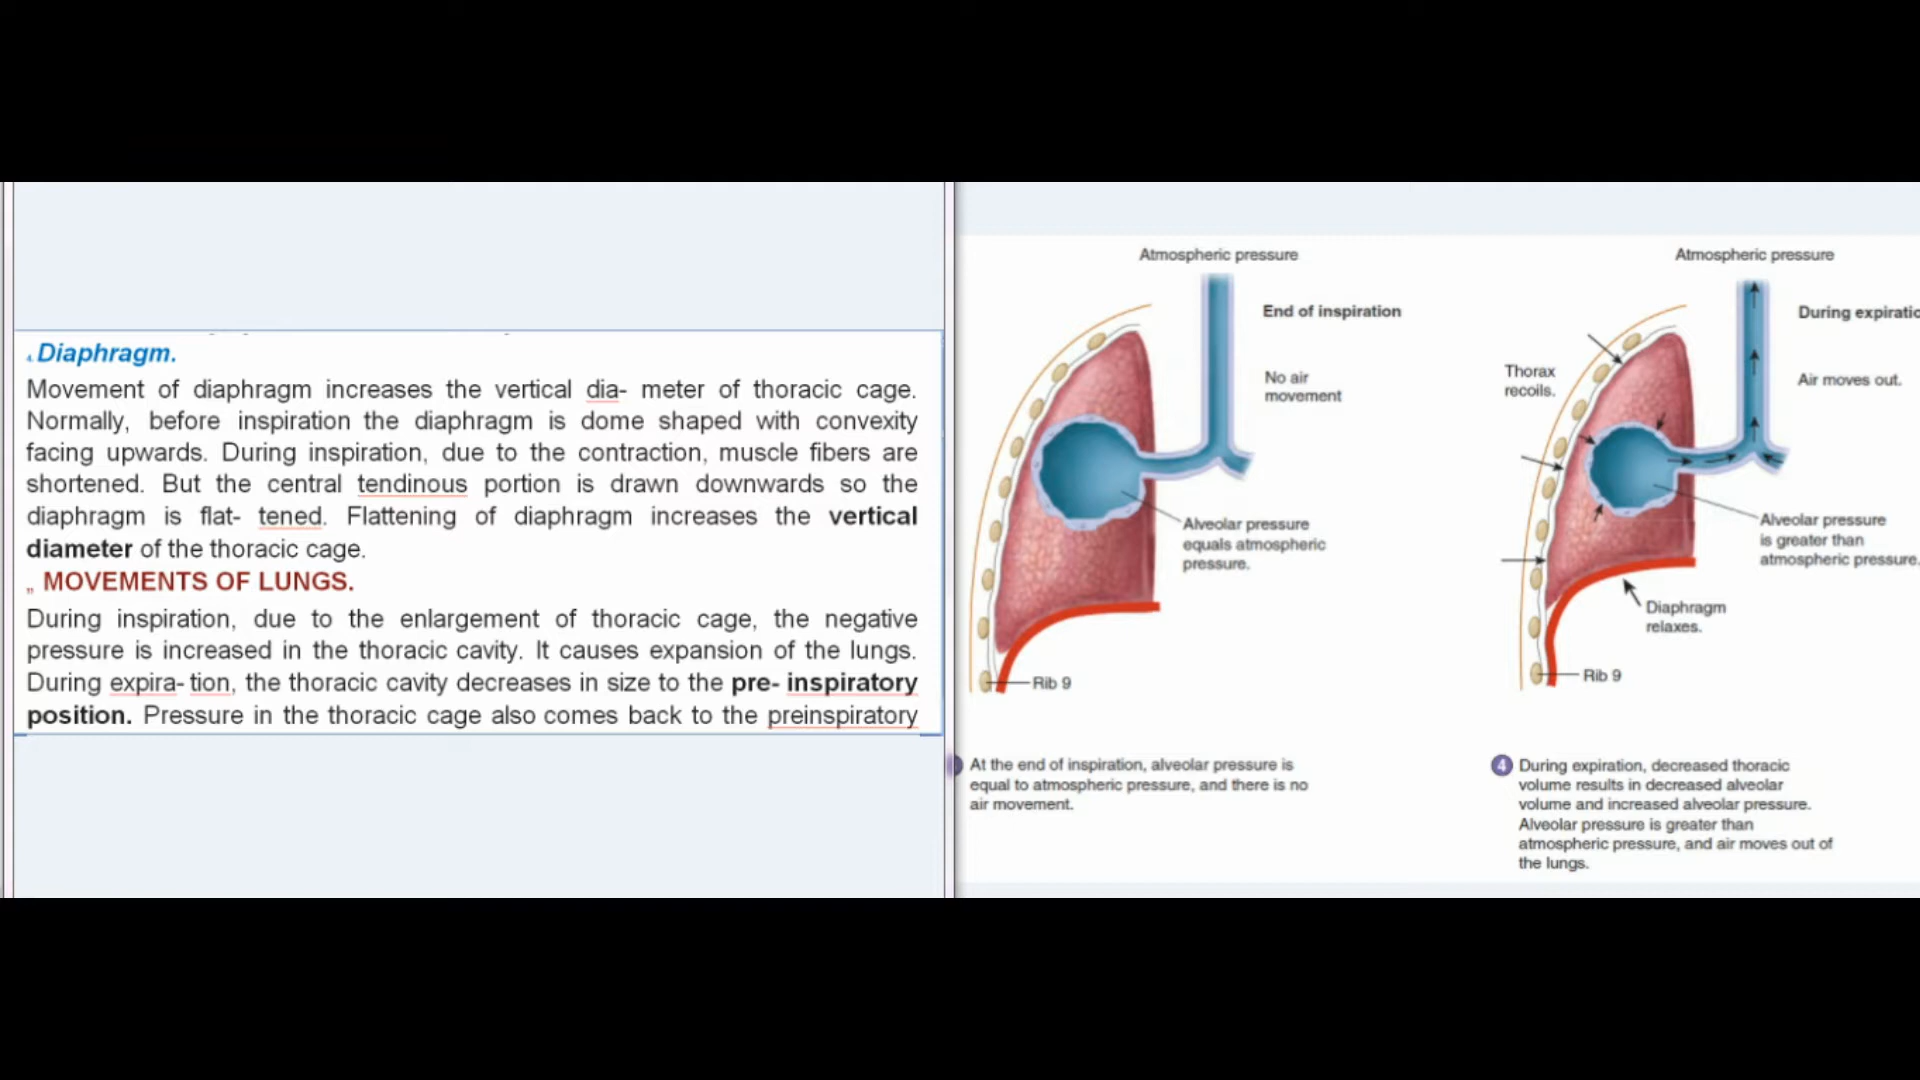 Diaphragm.
Movement of diaphragm increases the vertical dia- meter of thoracic cage.
Normally, before inspiration the diaphragm is dome shaped with convexity
facing upwards. During inspiration, due to the contraction, muscle fibers are
shortened. But the central tendinous portion is drawn downwards so the
diaphragm is flat- tened. Flattening of diaphragm increases the vertical
diameter of the thoracic cage.
„ MOVEMENTS OF LUNGS.
During inspiration, due to the enlargement of thoracic cage, the negative
pressure is increased in the thoracic cavity. It causes expansion of the lungs.
During expira- tion, the thoracic cavity decreases in size to the pre- inspiratory
position. Pressure in the thoracic cage also comes back to the preinspiratory
Atmospheric pressure
End of inspiration
No air
movement
Alveolar pressure
equals atmospheric
pressure.
Rib 9
At the end of inspiration, alveolar pressure is
equal to atmospheric pressure, and there is no
air movement.
Atmospheric pressure
During expiratio
Thorax
recoils.
Air moves out.
Alveolar pressure
is greater than
atmospheric pressure.
Diaphragm
relaxes.
Rib 9
4 During expiration, decreased thoracic
volume results in decreased alveolar
volume and increased alveolar pressure.
Alveolar pressure is greater than
atmospheric pressure, and air moves out of
the lungs.